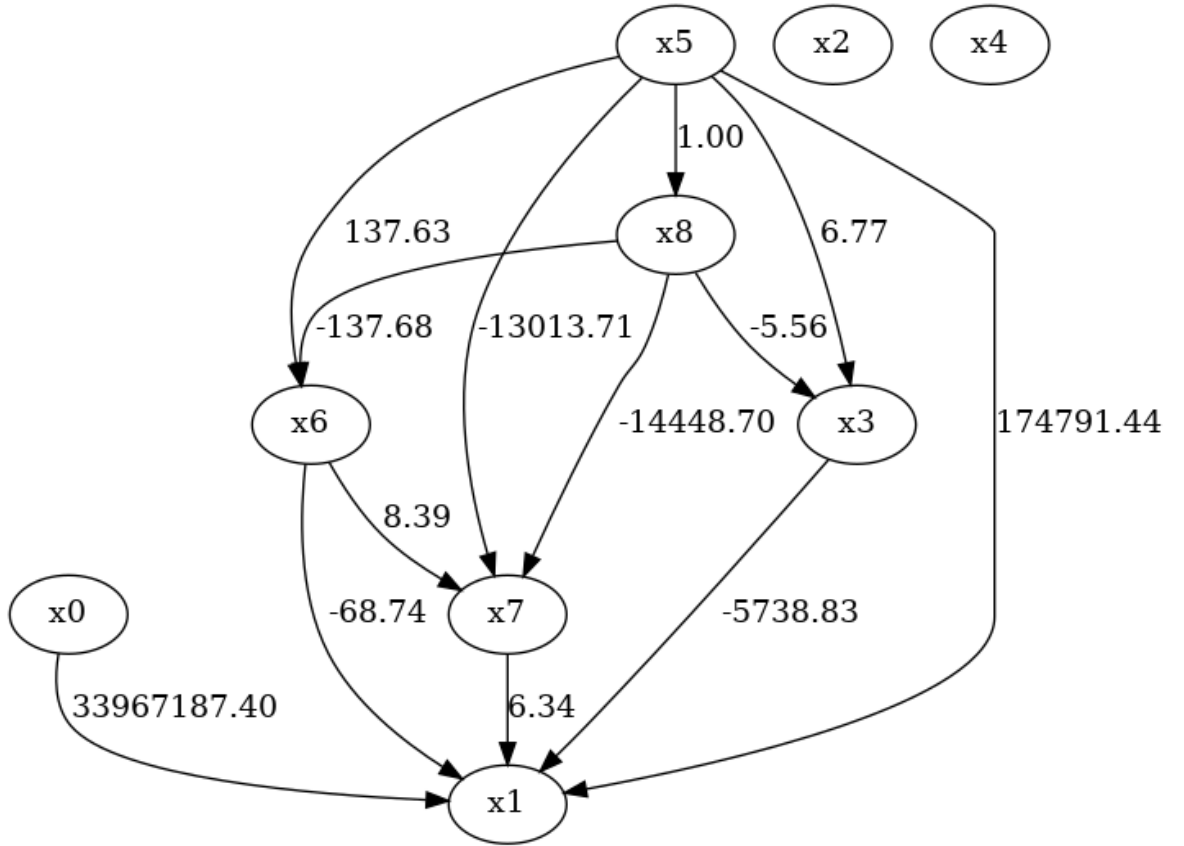 x5 x2 x4
1.00
137.63 x8 6.77
-137.68 -13013.71 -5.56
x6 -14448.70 x3 174791.44
8.39
x0 -68.74 x7 -5738.83
33967187.40 6.34
x1